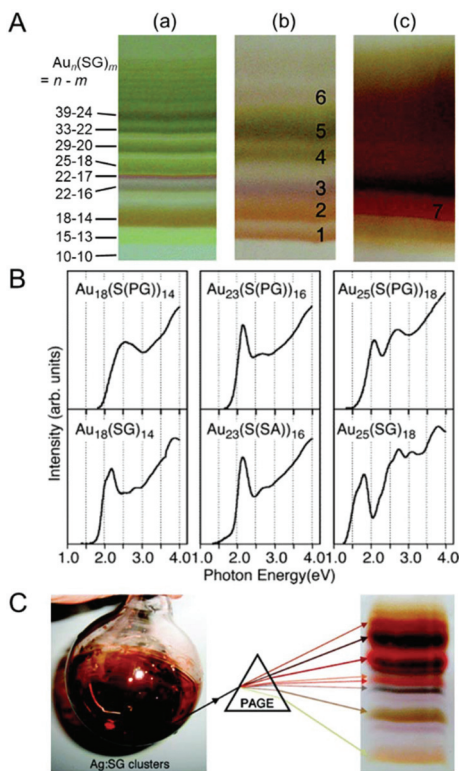 A
(a)
(b)
(c)
Auₙ(SG)ₘ
= n - m
39-24
33-22
29-20
25-18
22-17
22-16
18-14
15-13
10-10
6
5
4
3
2
1
7
B
Au₁₈(S(PG))₁₄
Au₂₃(S(PG))₁₆
Au₂₅(S(PG))₁₈
Au₁₈(SG)₁₄
Au₂₃(S(SA))₁₆
Au₂₅(SG)₁₈
Intensity (arb. units)
1.0 2.0 3.0 4.0 1.0 2.0 3.0 4.0 1.0 2.0 3.0 4.0
Photon Energy(eV)
C
PAGE
Ag:SG clusters